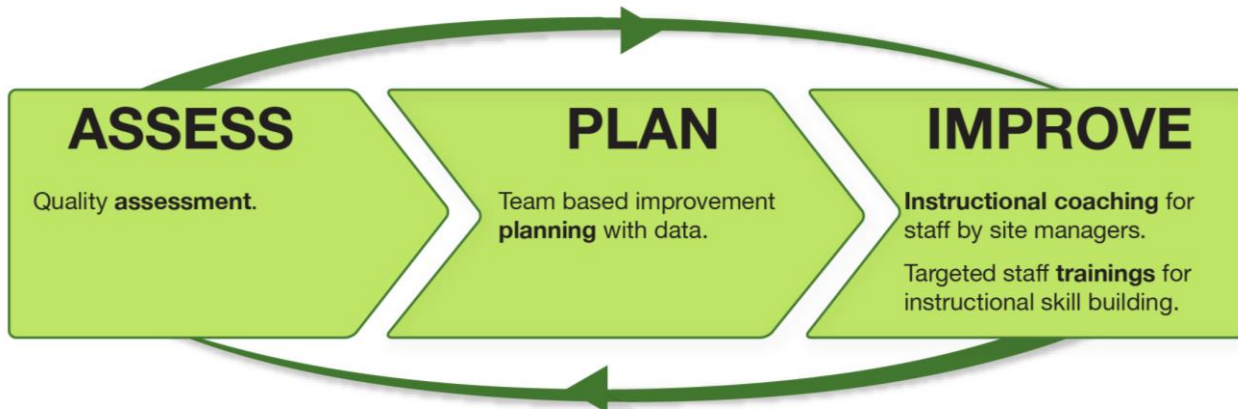 ASSESS
Quality assessment.
PLAN
Team based improvement
planning with data.
IMPROVE
Instructional coaching for
staff by site managers.
Targeted staff trainings for
instructional skill building.